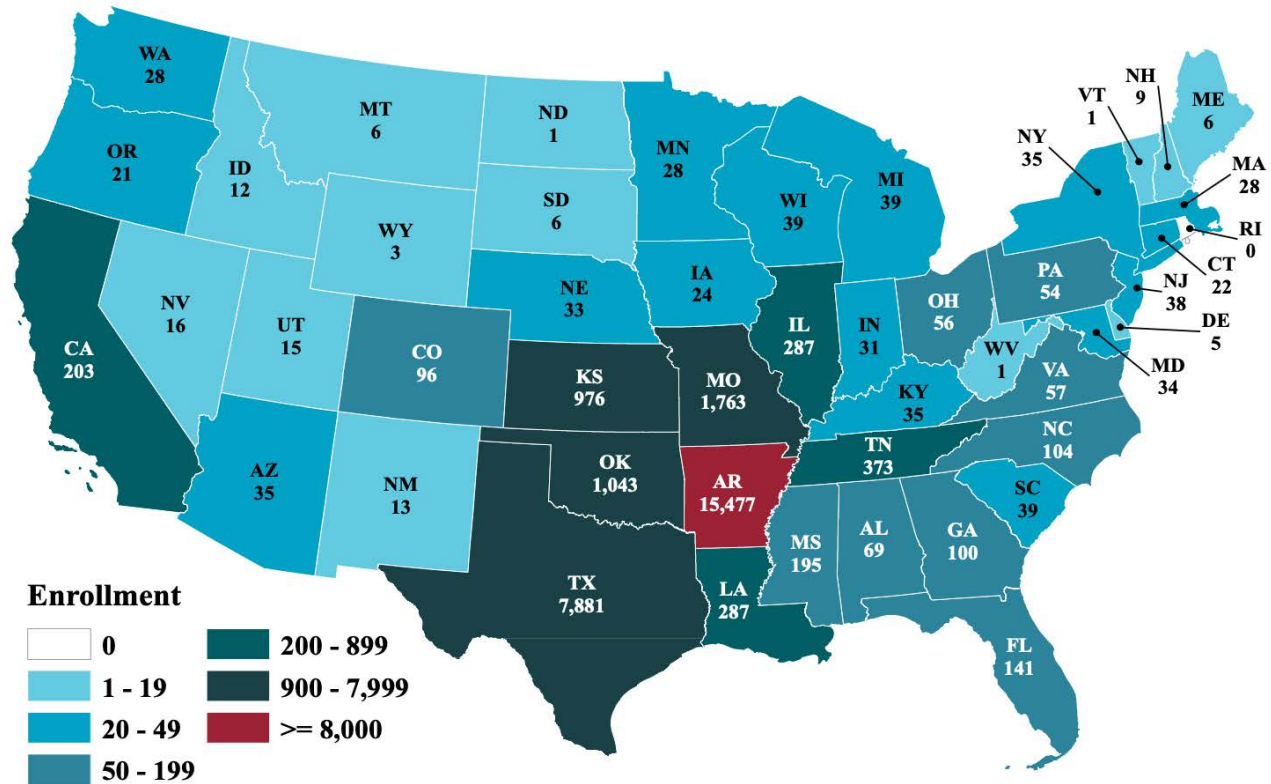 WA
28
OR
21
CA
203
ID
12
NV
16
MT
6
WY
3
UT
15
AZ
35
CO
96
NM
13
ND
1
SD
6
NE
33
KS
976
OK
1,043
TX
7,881
MN
28
IA
24
MO
1,763
AR
15,477
LA
287
WI
39
IL
287
MI
39
IN
31
OH
56
KY
35
TN
373
MS
195
AL
69
GA
100
FL
141
SC
39
NC
104
VA
57
WV
1
PA
54
NY
35
VT
1
NH
9
ME
6
MA
28
RI
0
CT
22
NJ
38
DE
5
MD
34
Enrollment
0
1 - 19
20 - 49
50 - 199
200 - 899
900 - 7,999
>= 8,000